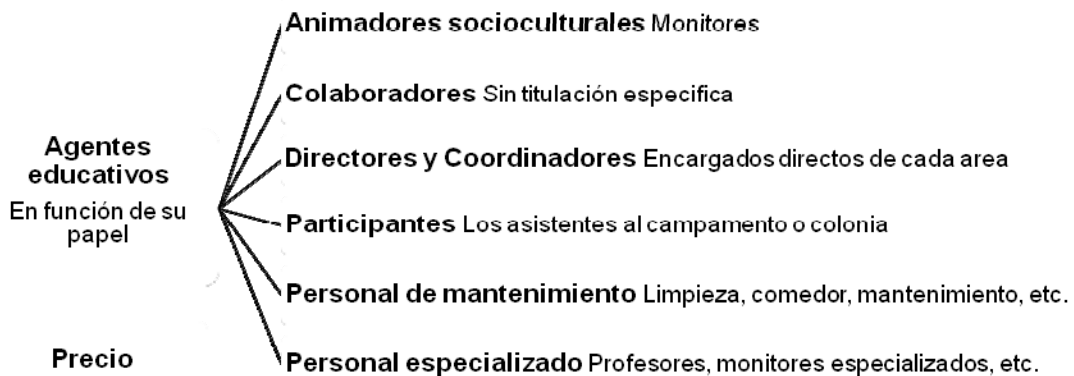 Animadores socioculturales Monitores
Colaboradores Sin titulación especifica
Agentes
educativos
En función de su
papel
Directores y Coordinadores Encargados directos de cada area
Participantes Los asistentes al campamento o colonia
Personal de mantenimiento Limpieza, comedor, mantenimiento, etc.
Precio
Personal especializado Profesores, monitores especializados, etc.